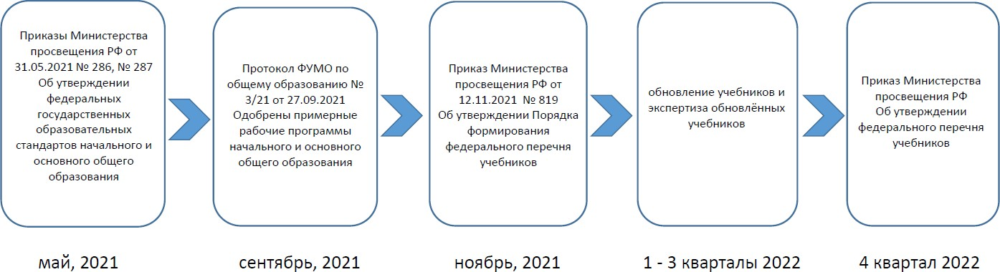 Приказы Министерства
просвещения РФ от
31.05.2021 № 286, № 287
Об утверждении
федеральных
государственных
образовательных
стандартов начального и
основного общего
образования
Протокол ФУМО по
общему образованию №
3/21 от 27.09.2021
Одобрены примерные
рабочие программы
начального и основного
общего образования
Приказ Министерства
просвещения РФ от
12.11.2021 № 819
Об утверждении Порядка
формирования
федерального перечня
учебников
обновление учебников и
экспертиза обновлённых
учебников
Приказ Министерства
просвещения РФ
Об утверждении
федерального перечня
учебников
май, 2021
сентябрь, 2021
ноябрь, 2021
1 - 3 кварталы 2022
4 квартал 2022